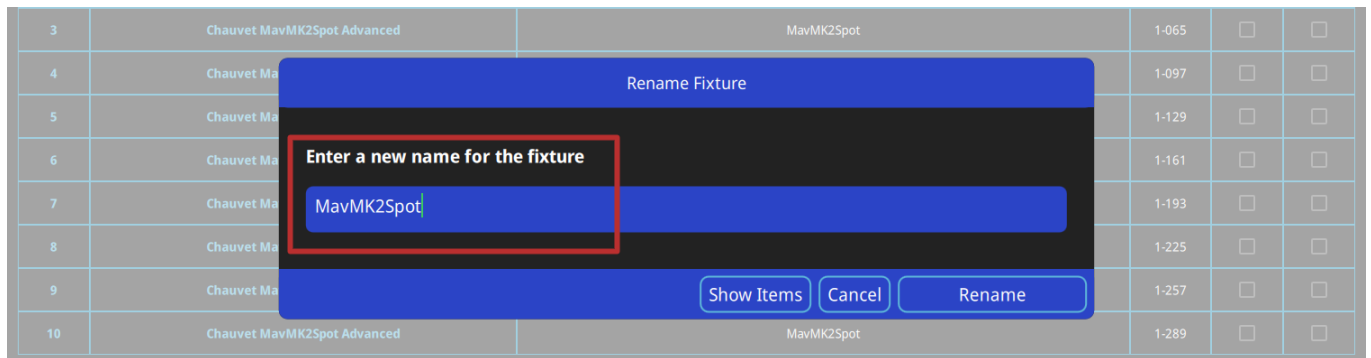 3 Chauvet MavMK2Spot Advanced MavMK2Spot 1-065
4 Chauvet Ma 1-097
Rename Fixture
5 Chauvet Ma 1-129
6 Chauvet Ma 1-161
Enter a new name for the fixture
7 Chauvet Ma 1-193
MavMK2Spot
8 Chauvet Ma 1-225
9 Chauvet Ma 1-257
Show Items Cancel Rename
10 Chauvet MavMK2Spot Advanced MavMK2Spot 1-289